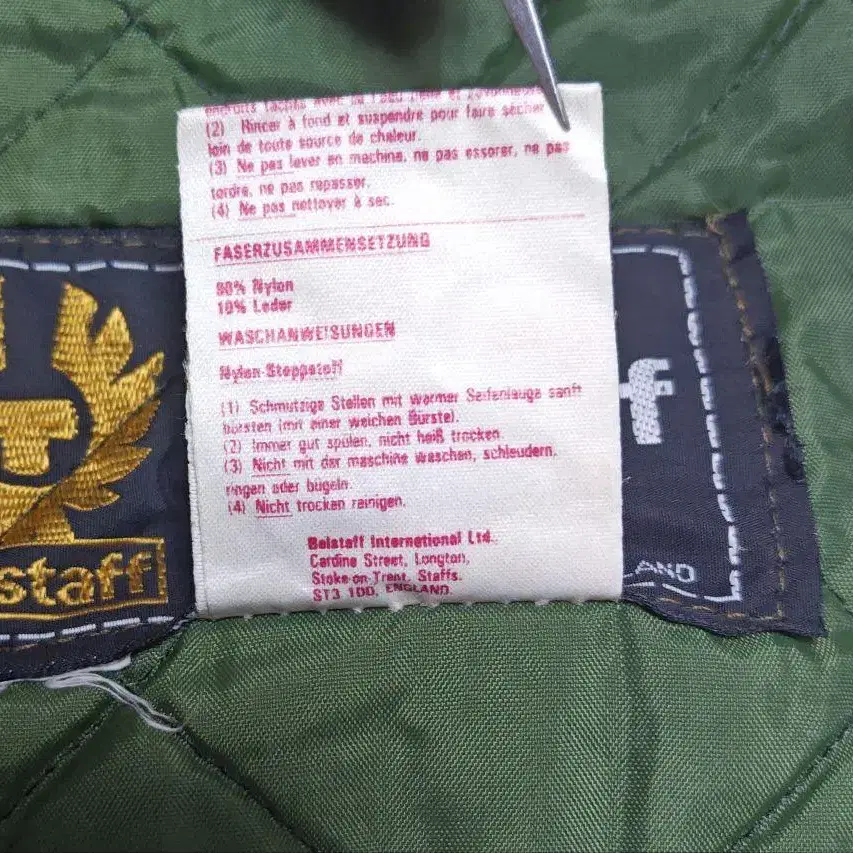 (2) Rincer à fond et suspendre pour faire sécher
loin de toute source de chaleur.
(3) Ne pas laver en machine, ne pas essorer, ne pas
tordre, ne pas repasser.
(4) Ne pas nettoyer à sec.
FASERZUSAMMENSETZUNG
90% Nylon
10% Leder
WASCHANWEISUNGEN
Nylon-Steppstoff
(1) Schmutzige Stellen mit warmer Seifenlauge sanft
bürsten (mit einer weichen Bürste).
(2) Immer gut spülen, nicht heiß trocken.
(3) Nicht mit der maschine waschen, schleudern.
ringen oder bügeln.
(4) Nicht trocken reinigen.
Belstaff International Ltd.
Cardine Street, Longton,
Stoke-on-Trent, Staffs.
ST3 1DD, ENGLAND.
staff
f
LAND